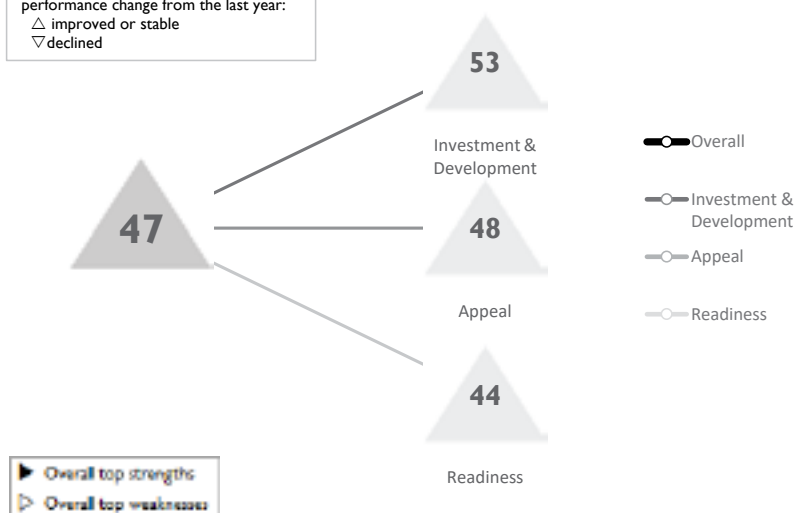 performance change from the last year:
△ improved or stable
▽ declined
53
Investment &
Development
47
48
Appeal
44
Readiness
Overall
Investment &
Development
Appeal
Readiness
▶ Overall top strengths
▷ Overall top weaknesses